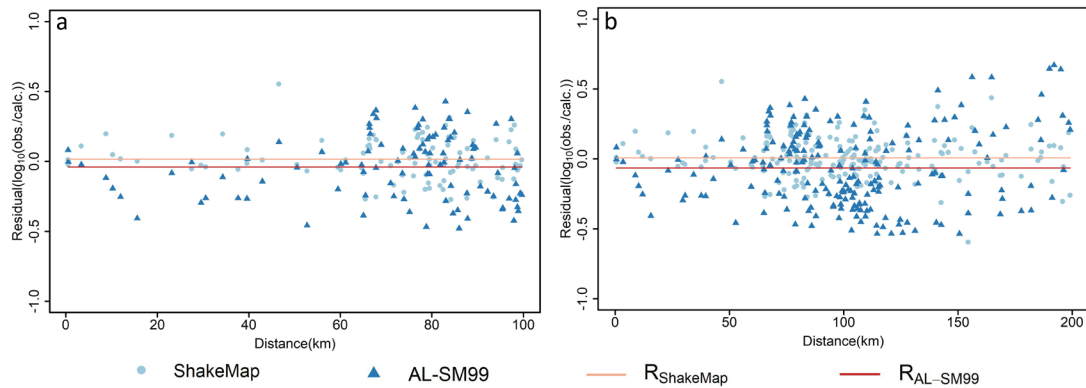 a
1.0
0.5
0.0
-0.5
-1.0
Residual(log10(obs./calc.))
0 20 40 60 80 100
Distance(km)
b
1.0
0.5
0.0
-0.5
-1.0
Residual(log10(obs./calc.))
0 50 100 150 200
Distance(km)
ShakeMap AL-SM99 RShakeMap RAL–SM99